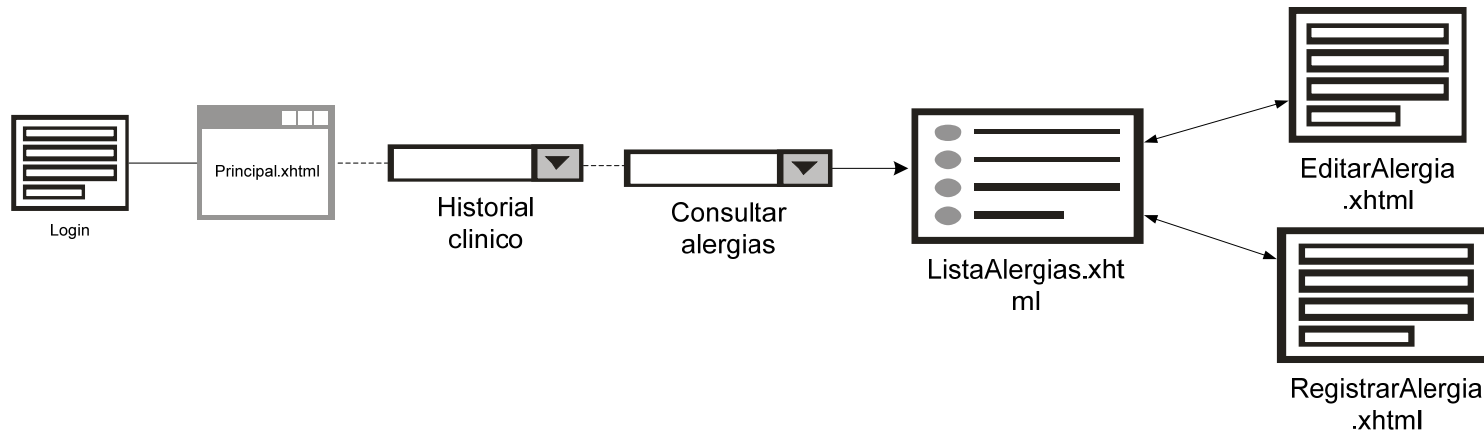 Login
Principal.xhtml
Historial
clinico
Consultar
alergias
ListaAlergias.xht
ml
EditarAlergia
.xhtml
RegistrarAlergia
.xhtml